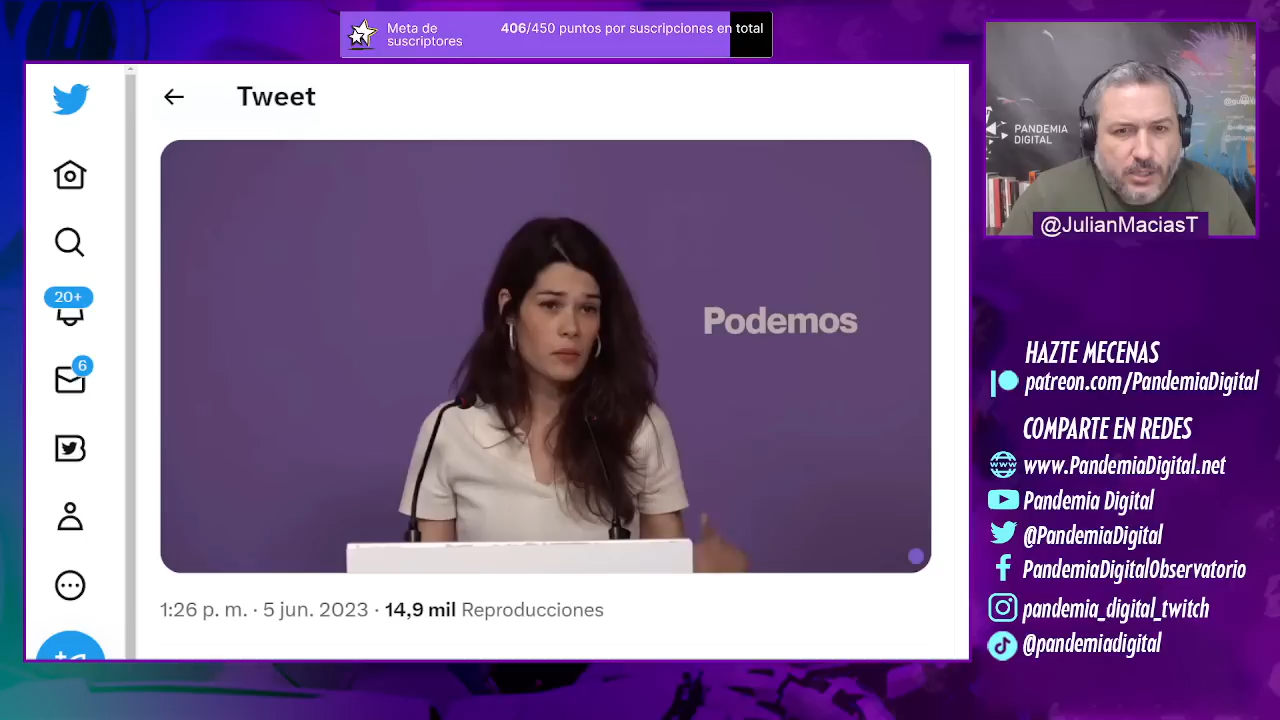 Meta de
suscriptores
406/450 puntos por suscripciones en total
Tweet
20+
6
Podemos
1:26 p. m. · 5 jun. 2023 · 14,9 mil Reproducciones
PANDEMIA
DIGITAL
@JulianMaciasT
HAZTE MECENAS
patreon.com/PandemiaDigital
COMPARTE EN REDES
www.PandemiaDigital.net
Pandemia Digital
@PandemiaDigital
PandemiaDigitalObservatorio
pandemia_digital_twitch
@pandemiadigital